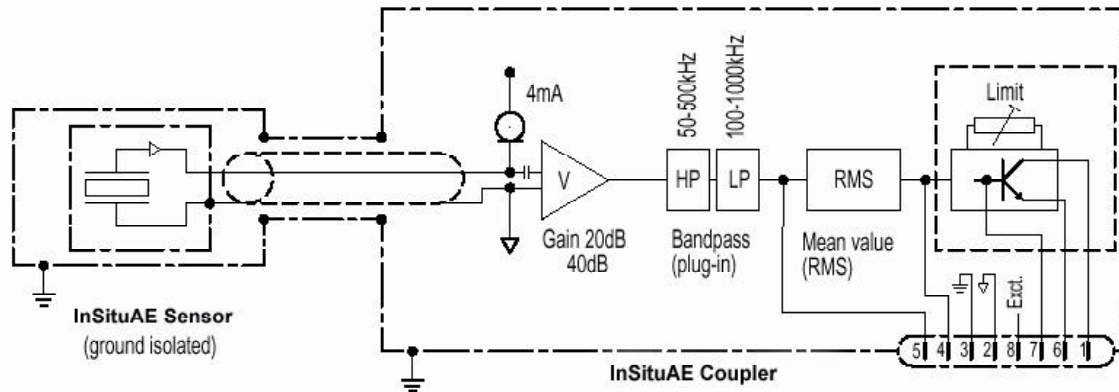 4mA
50-500kHz
100-1000kHz
Limit
V
HP
LP
RMS
Gain 20dB
40dB
Bandpass
(plug-in)
Mean value
(RMS)
InSituAE Sensor
(ground isolated)
Exct.
5 4 3 2 8 7 6 1
InSituAE Coupler